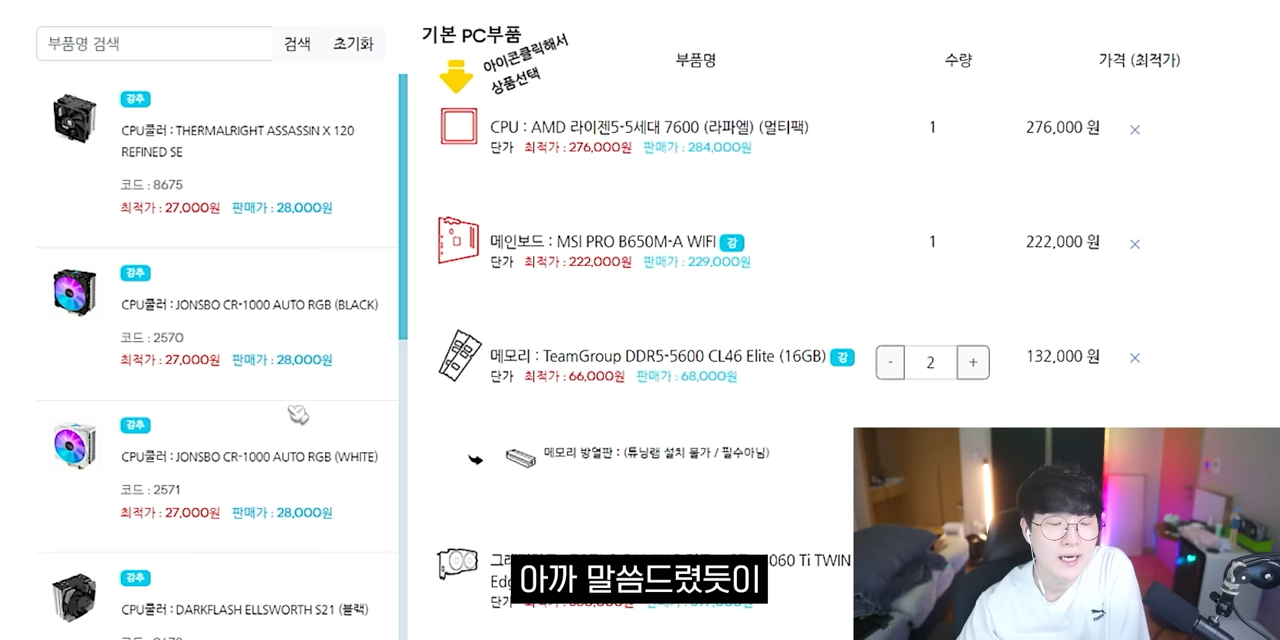 부품명 검색
검색
초기화
강추
CPU쿨러 : THERMALRIGHT ASSASSIN X 120
REFINED SE
코드 : 8675
최적가 : 27,000원 판매가 : 28,000원
강추
CPU쿨러 : JONSBO CR-1000 AUTO RGB (BLACK)
코드 : 2570
최적가 : 27,000원 판매가 : 28,000원
강추
CPU쿨러 : JONSBO CR-1000 AUTO RGB (WHITE)
코드 : 2571
최적가 : 27,000원 판매가 : 28,000원
강추
CPU쿨러 : DARKFLASH ELLSWORTH S21 (블랙)
기본 PC부품
아이콘클릭해서
상품선택
부품명
수량
가격 (최적가)
CPU : AMD 라이젠5-5세대 7600 (라파엘) (멀티팩)
단가 최적가 : 276,000원 판매가 : 284,000원
1
276,000 원
메인보드 : MSI PRO B650M-A WIFI 강
단가 최적가 : 222,000원 판매가 : 229,000원
1
222,000 원
메모리 : TeamGroup DDR5-5600 CL46 Elite (16GB) 강
단가 최적가 : 66,000원 판매가 : 68,000원
- 2 +
132,000 원
메모리 방열판 : (튜닝램 설치 불가 / 필수아님)
060 Ti TWIN
단가
아까 말씀드렸듯이